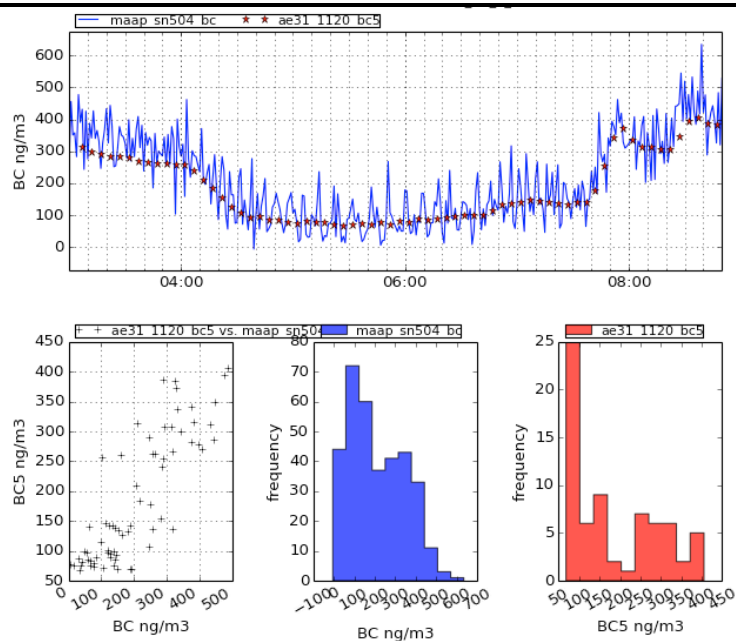 maap_sn504_bc ae31_1120_bc5
600
500
400
300
200
100
0
BC ng/m3
04:00 06:00 08:00
ae31_1120_bc5 vs. maap_sn504
450
400
350
300
250
200
150
100
50
BC5 ng/m3
0 100 200 300 400 500
BC ng/m3
maap_sn504_bc
80
70
60
50
40
30
20
10
0
frequency
−100 0 100 200 300 400 500 600 700
BC ng/m3
ae31_1120_bc5
25
20
15
10
5
0
frequency
50 100 150 200 250 300 350 400 450
BC5 ng/m3